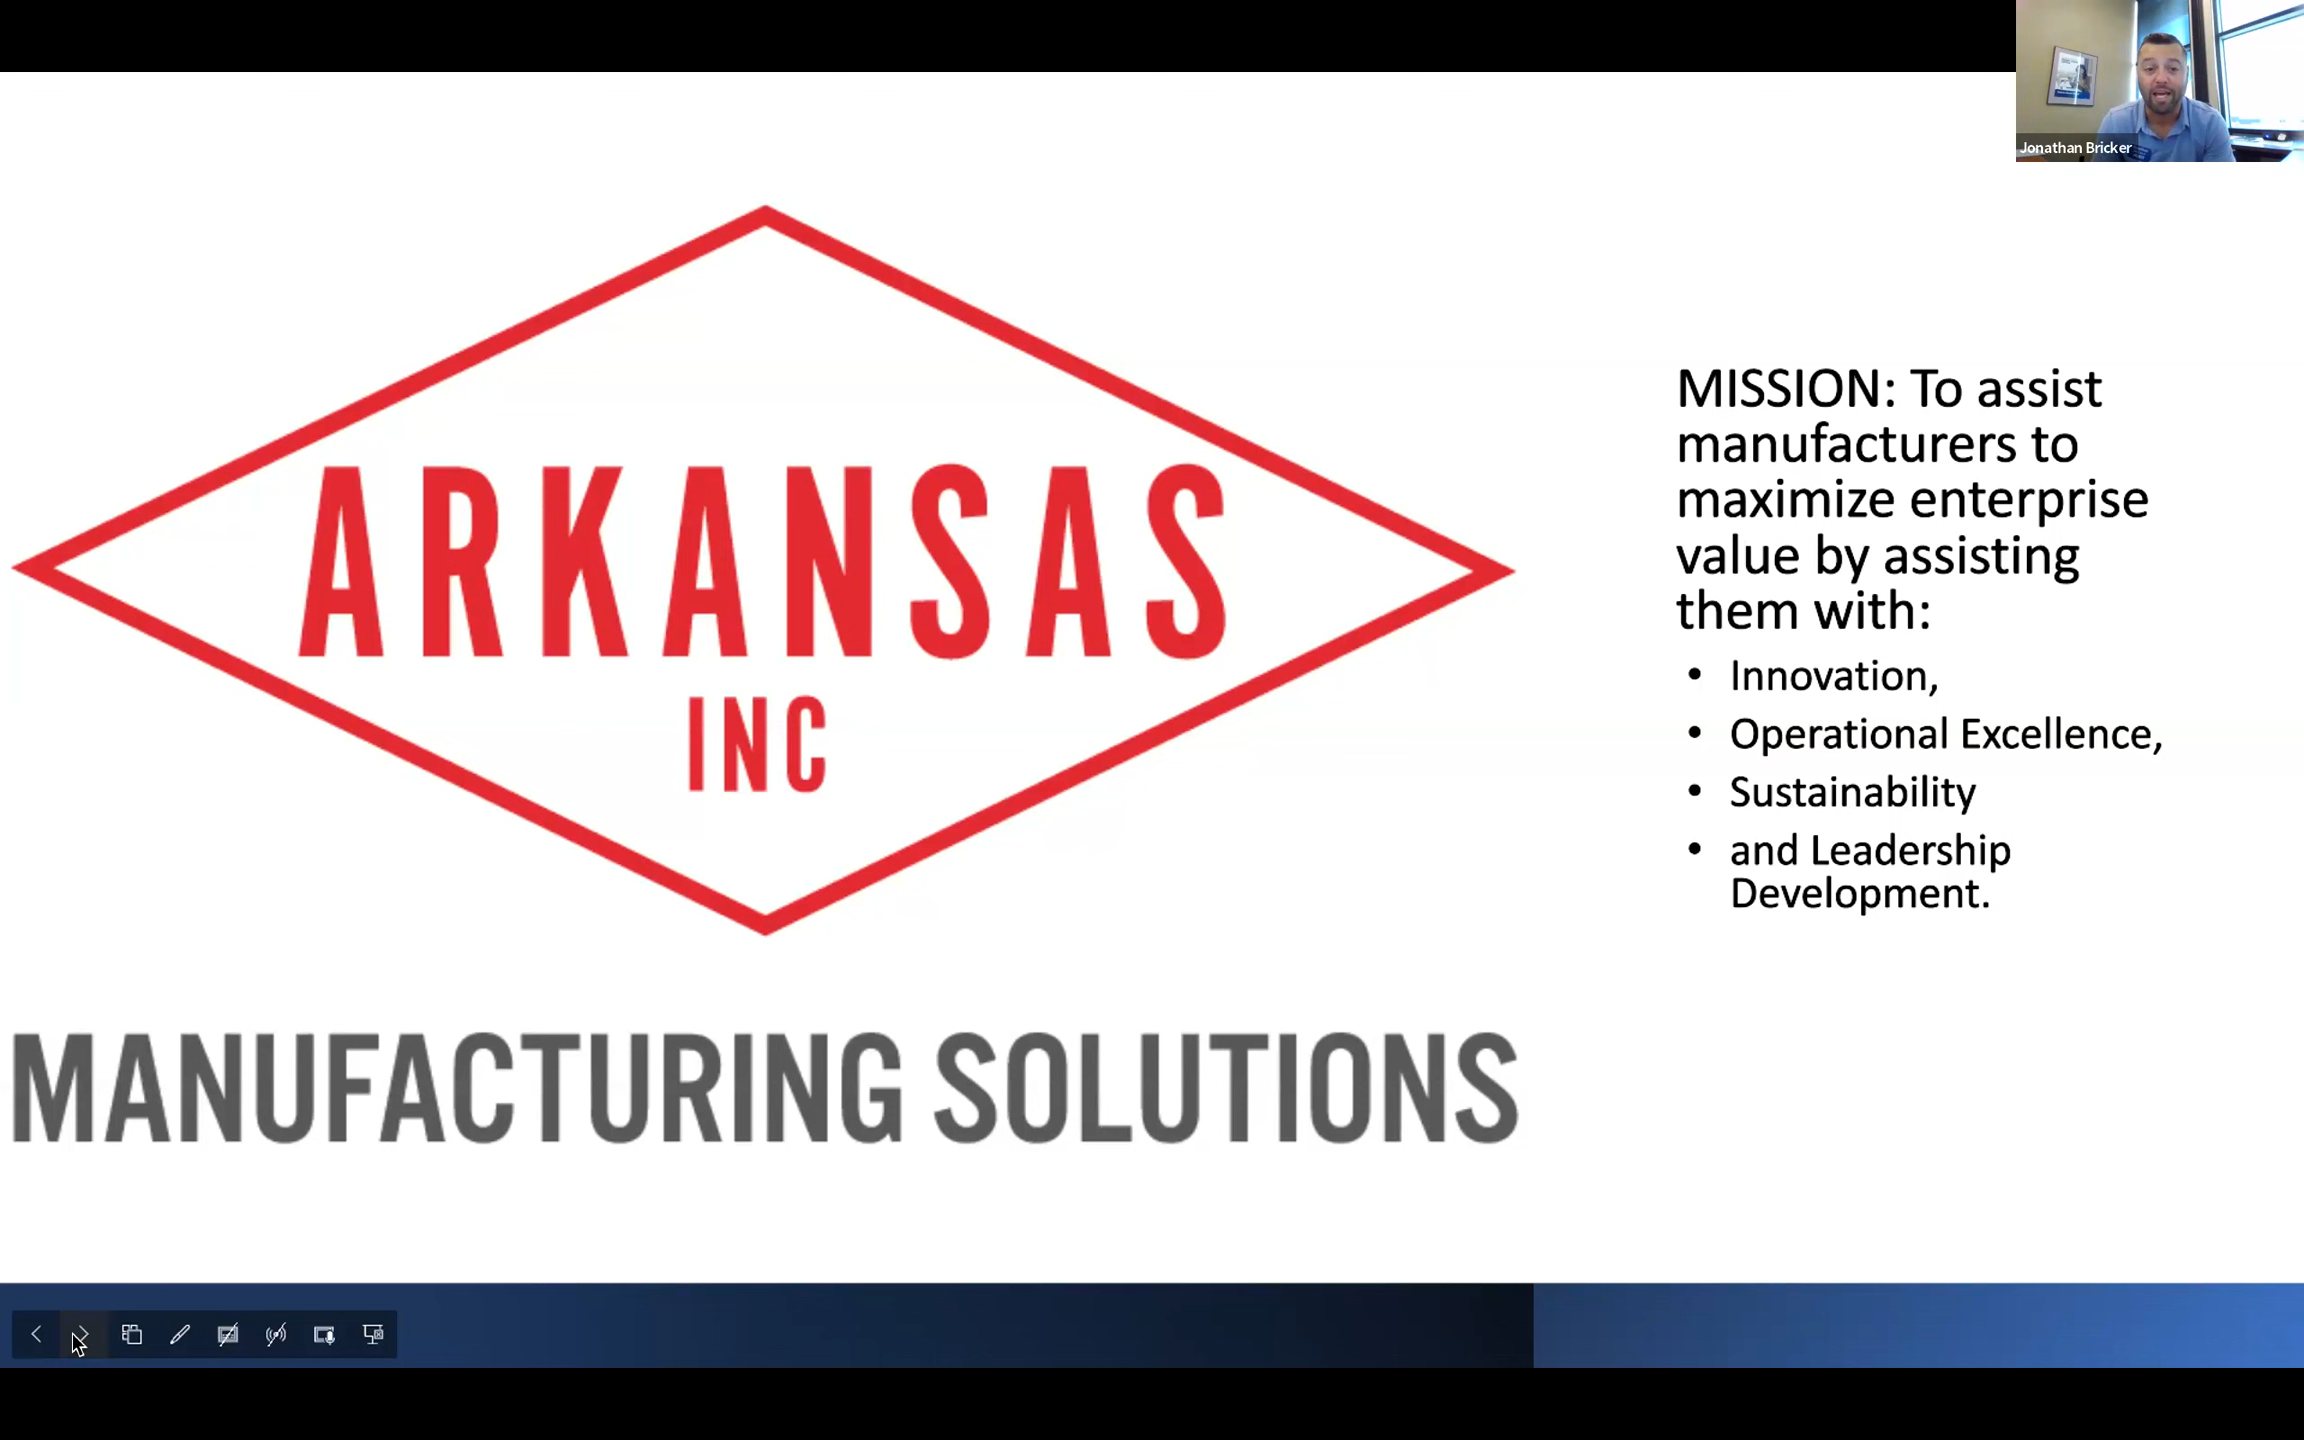 Jonathan Bricker
ARKANSAS
INC
MANUFACTURING SOLUTIONS
MISSION: To assist
manufacturers to
maximize enterprise
value by assisting
them with:
• Innovation,
• Operational Excellence,
• Sustainability
• and Leadership
Development.